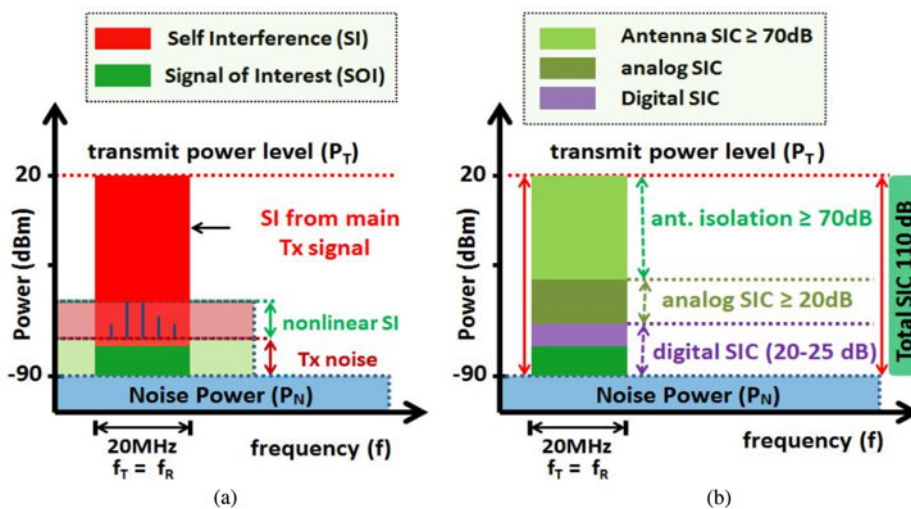 Self Interference (SI)
Signal of Interest (SOI)
transmit power level (PT)
20
Power (dBm)
SI from main
Tx signal
nonlinear SI
Tx noise
-90
Noise Power (PN)
20MHz
fT = fR
frequency (f)
(a)
Antenna SIC ≥ 70dB
analog SIC
Digital SIC
transmit power level (PT)
20
Power (dBm)
ant. isolation ≥ 70dB
analog SIC ≥ 20dB
digital SIC (20-25 dB)
Total SIC 110 dB
-90
Noise Power (PN)
20MHz
fT = fR
frequency (f)
(b)